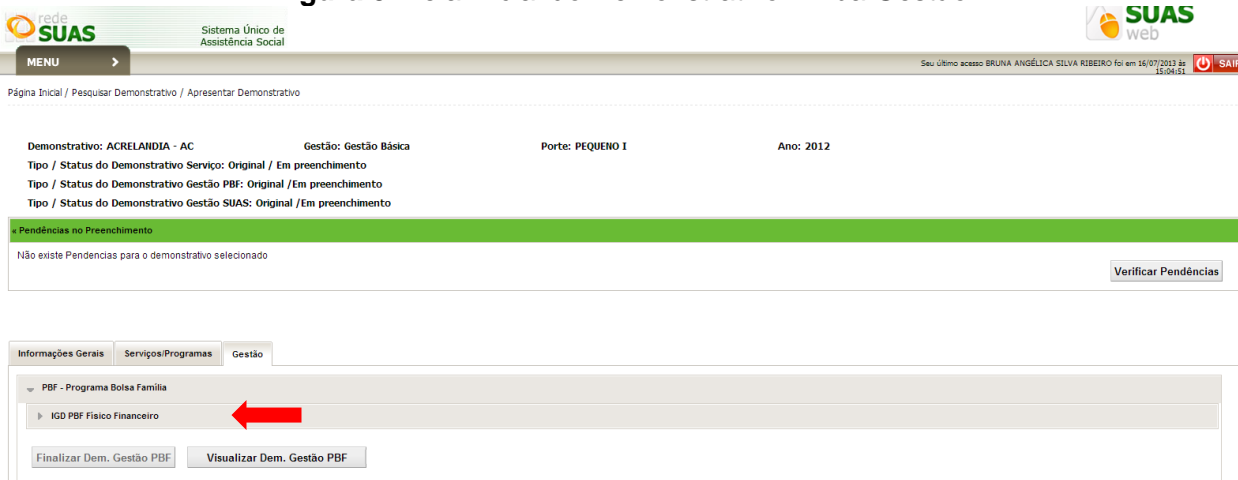 rede
SUAS
Sistema Único de
Assistência Social
SUAS
web
MENU
Seu último acesso BRUNA ANGÉLICA SILVA RIBEIRO foi em 16/07/2013 às
15:04:51
SAIR
Página Inicial / Pesquisar Demonstrativo / Apresentar Demonstrativo
Demonstrativo: ACRELANDIA - AC Gestão: Gestão Básica Porte: PEQUENO I Ano: 2012
Tipo / Status do Demonstrativo Serviço: Original / Em preenchimento
Tipo / Status do Demonstrativo Gestão PBF: Original /Em preenchimento
Tipo / Status do Demonstrativo Gestão SUAS: Original /Em preenchimento
« Pendências no Preenchimento
Não existe Pendencias para o demonstrativo selecionado
Verificar Pendências
Informações Gerais Serviços/Programas Gestão
PBF - Programa Bolsa Família
IGD PBF Físico Financeiro
Finalizar Dem. Gestão PBF Visualizar Dem. Gestão PBF